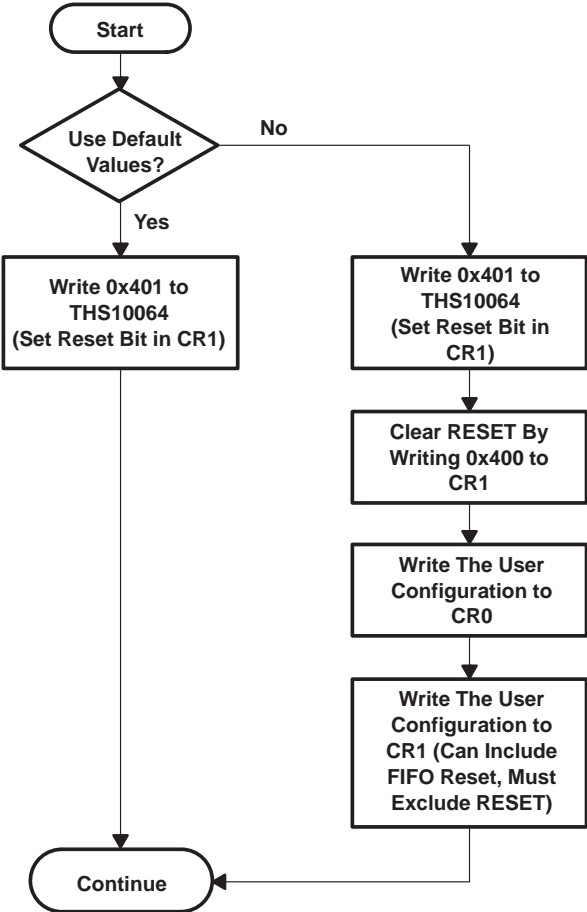 Start
Use Default
Values?
No
Yes
Write 0x401 to
THS10064
(Set Reset Bit in CR1)
Write 0x401 to
THS10064
(Set Reset Bit in
CR1)
Clear RESET By
Writing 0x400 to
CR1
Write The User
Configuration to
CR0
Write The User
Configuration to
CR1 (Can Include
FIFO Reset, Must
Exclude RESET)
Continue